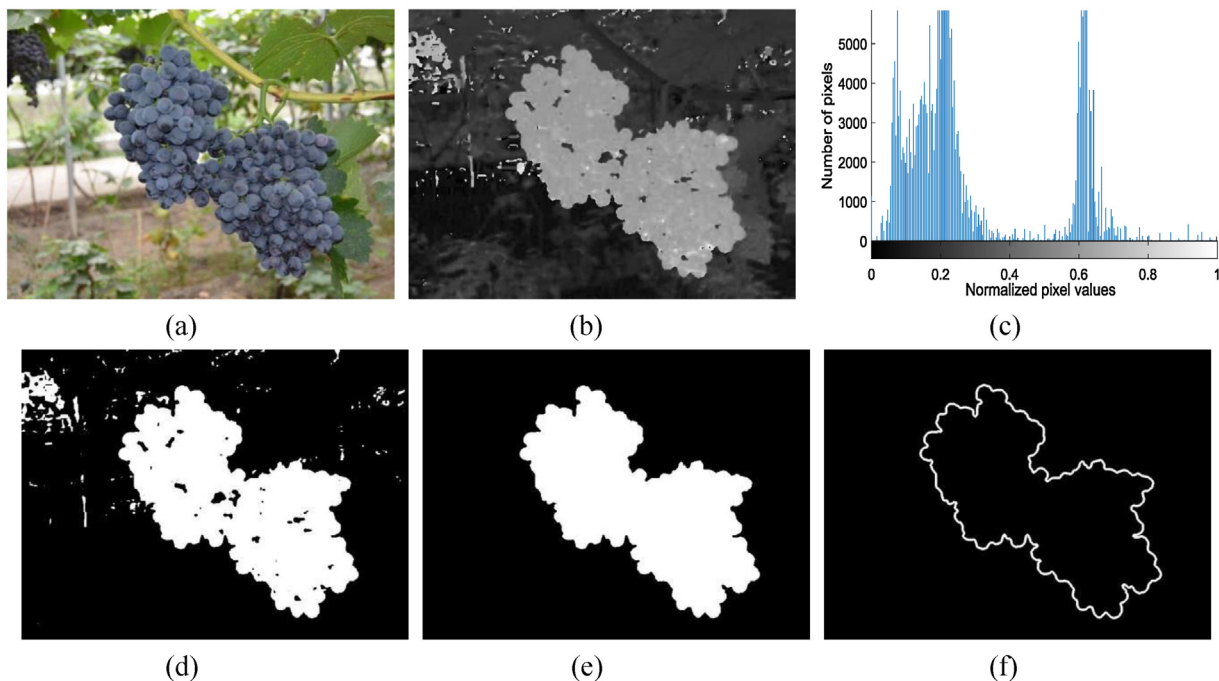 5000
4000
3000
2000
1000
0
Number of pixels
0 0.2 0.4 0.6 0.8 1
Normalized pixel values
(a) (b) (c)
(d) (e) (f)